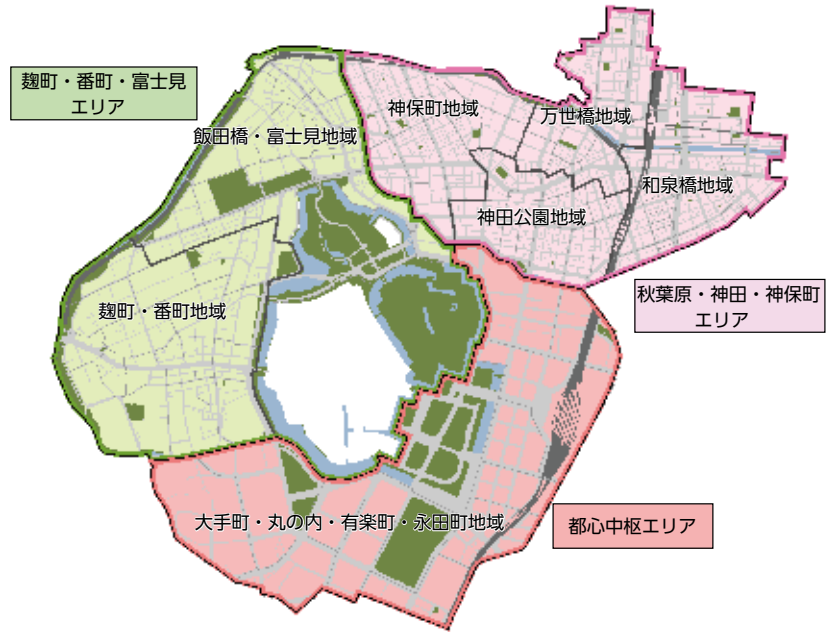 麹町・番町・富士見
エリア
飯田橋・富士見地域
神保町地域
万世橋地域
和泉橋地域
神田公園地域
麹町・番町地域
秋葉原・神田・神保町
エリア
大手町・丸の内・有楽町・永田町地域
都心中枢エリア